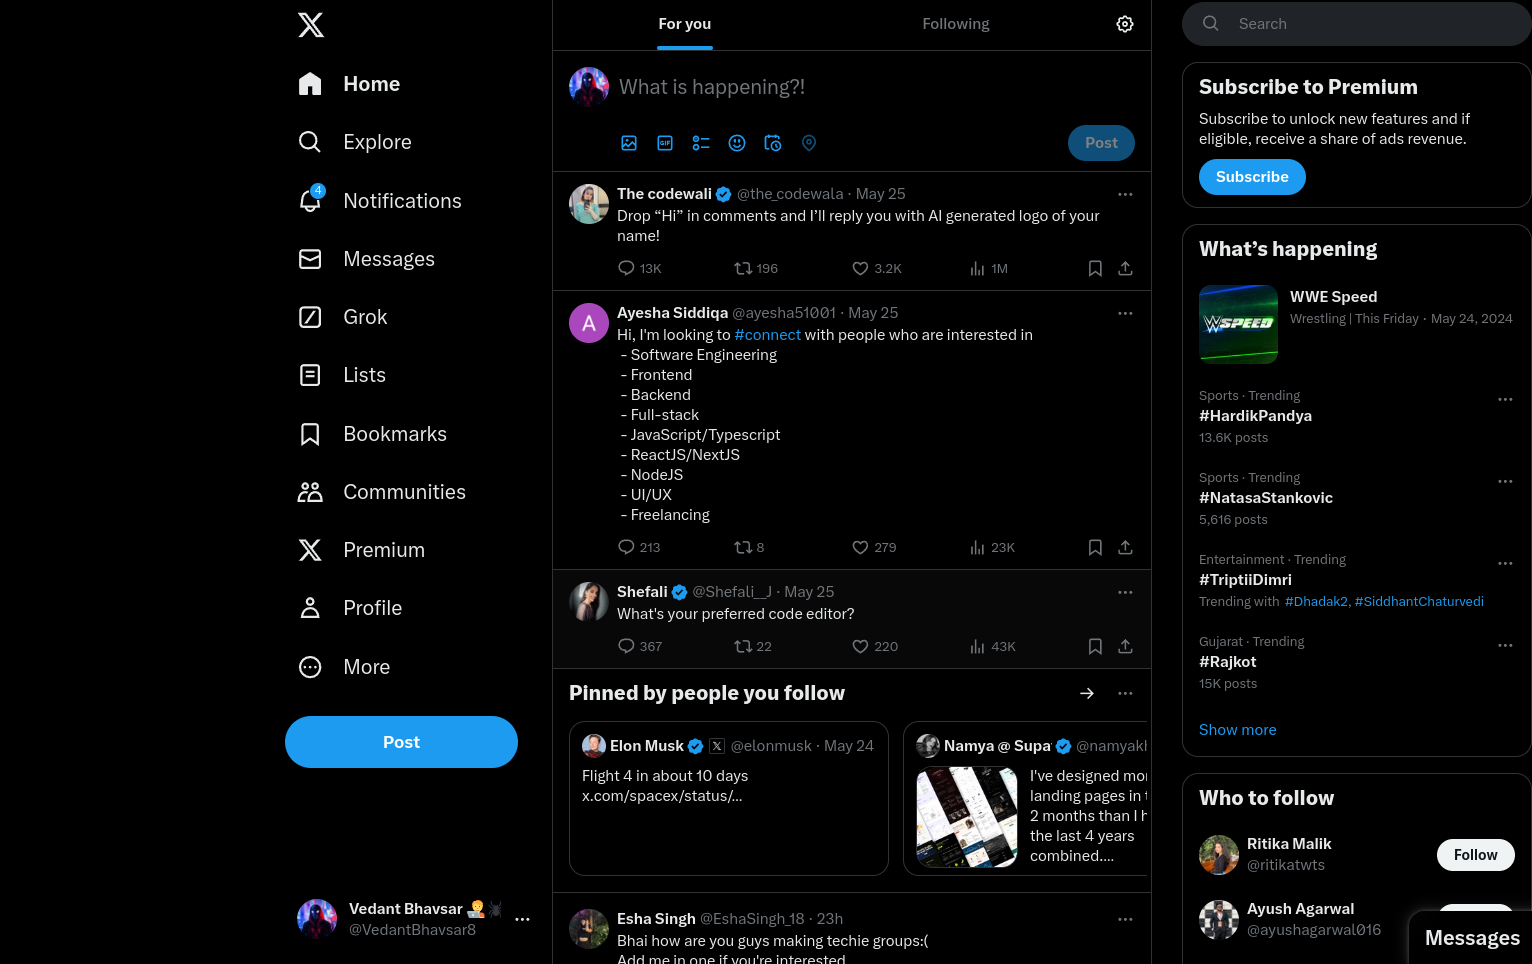 Home
Explore
4
Notifications
Messages
Grok
Lists
Bookmarks
Communities
Premium
Profile
More
Post
Vedant Bhavsar 🧑‍💻🕷
@VedantBhavsar8
For you
Following
What is happening?!
GIF
Post
The codewali @the_codewala · May 25
Drop “Hi” in comments and I’ll reply you with AI generated logo of your
name!
13K 196 3.2K 1M
A
Ayesha Siddiqa @ayesha51001 · May 25
Hi, I'm looking to #connect with people who are interested in
- Software Engineering
- Frontend
- Backend
- Full-stack
- JavaScript/Typescript
- ReactJS/NextJS
- NodeJS
- UI/UX
- Freelancing
213 8 279 23K
Shefali @Shefali__J · May 25
What's your preferred code editor?
367 22 220 43K
Pinned by people you follow
Elon Musk @elonmusk · May 24
Flight 4 in about 10 days
x.com/spacex/status/…
Namya @ Supa @namyakh
I've designed mor
landing pages in
2 months than I h
the last 4 years
combined.…
Esha Singh @EshaSingh_18 · 23h
Bhai how are you guys making techie groups:(
Add me in one if you're interested
Search
Subscribe to Premium
Subscribe to unlock new features and if
eligible, receive a share of ads revenue.
Subscribe
What’s happening
SPEED
WWE Speed
Wrestling | This Friday · May 24, 2024
Sports · Trending
#HardikPandya
13.6K posts
Sports · Trending
#NatasaStankovic
5,616 posts
Entertainment · Trending
#TriptiiDimri
Trending with #Dhadak2, #SiddhantChaturvedi
Gujarat · Trending
#Rajkot
15K posts
Show more
Who to follow
Ritika Malik
@ritikatwts
Follow
Ayush Agarwal
@ayushagarwal016
Messages